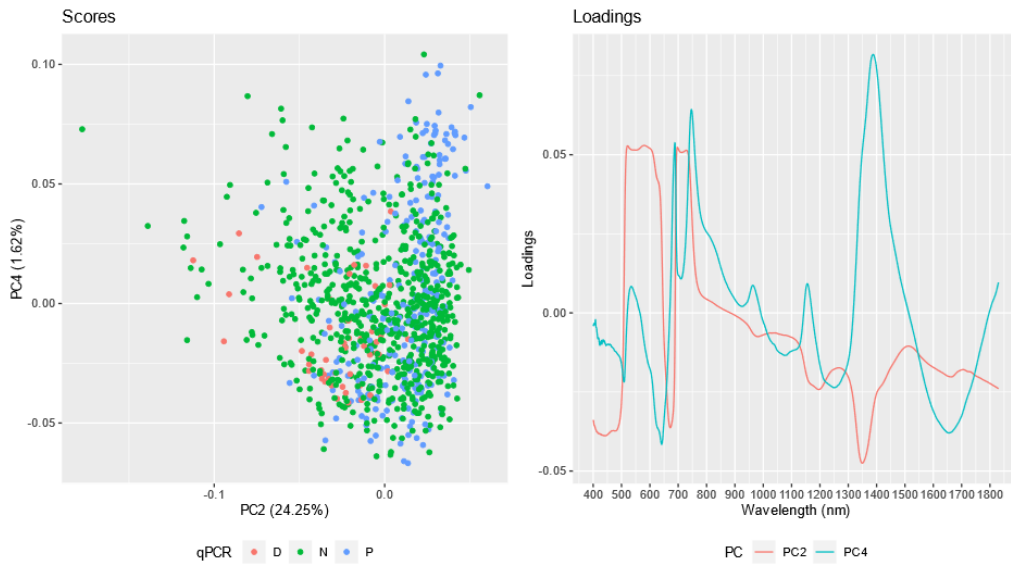 Scores
PC4 (1.62%)
0.10
0.05
0.00
-0.05
-0.1
0.0
PC2 (24.25%)
qPCR
D
N
P
Loadings
Loadings
0.05
0.00
-0.05
400 500 600 700 800 900 1000 1100 1200 1300 1400 1500 1600 1700 1800
Wavelength (nm)
PC
PC2
PC4